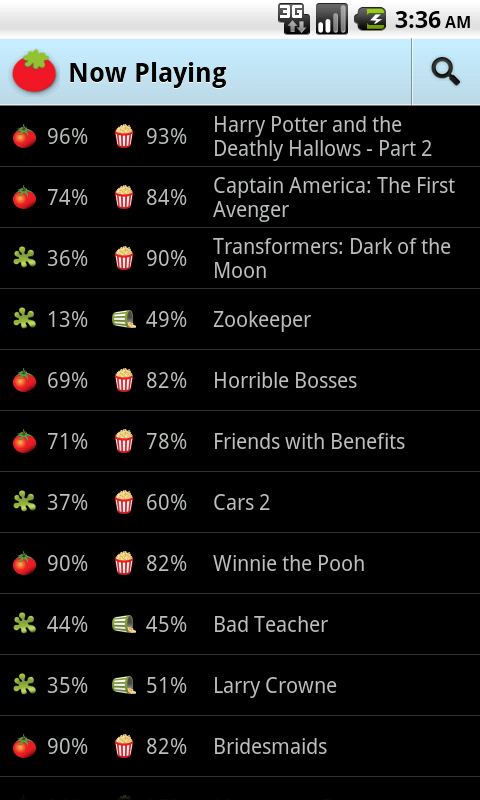 3G 3:36 AM
Now Playing
96% 93% Harry Potter and the
Deathly Hallows - Part 2
74% 84% Captain America: The First
Avenger
36% 90% Transformers: Dark of the
Moon
13% 49% Zookeeper
69% 82% Horrible Bosses
71% 78% Friends with Benefits
37% 60% Cars 2
90% 82% Winnie the Pooh
44% 45% Bad Teacher
35% 51% Larry Crowne
90% 82% Bridesmaids